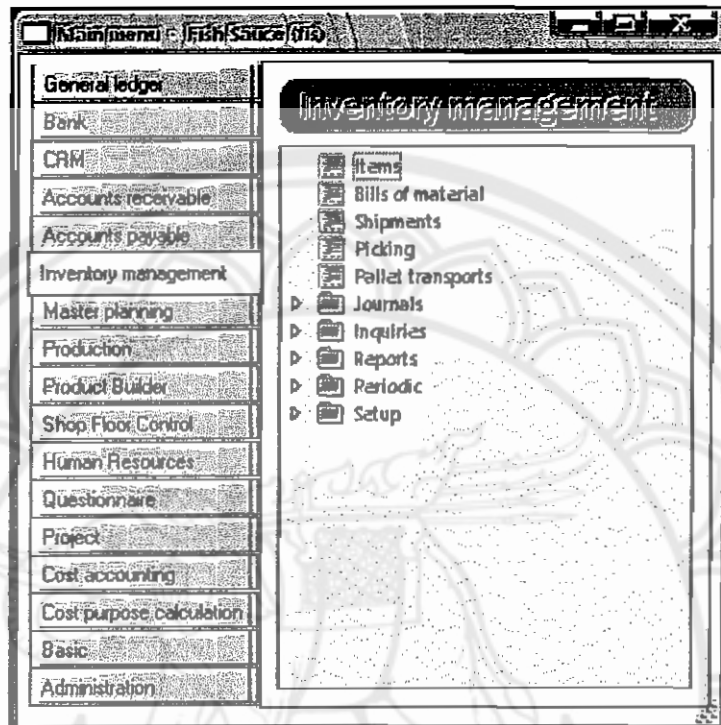 Main menu - Fish Sauce (fis)
General ledger
Bank
CRM
Accounts receivable
Accounts payable
Inventory management
Master planning
Production
Product Builder
Shop Floor Control
Human Resources
Questionnaire
Project
Cost accounting
Cost purpose calculation
Basic
Administration
Inventory management
Items
Bills of material
Shipments
Picking
Pallet transports
Journals
Inquiries
Reports
Periodic
Setup